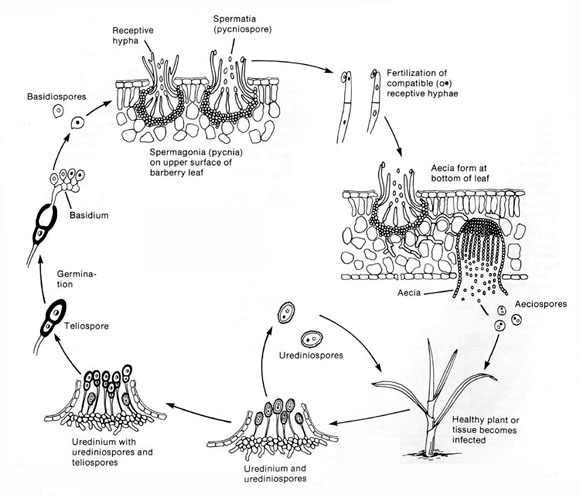 Spermatia
(pycniospore)
Receptive
hypha
Fertilization of
compatible (o•)
receptive hyphae
Basidiospores
Spermagonia (pycnia)
on upper surface of
barberry leaf
Aecia form at
bottom of leaf
Basidium
Germina-
tion
Aecia
Aeciospores
Teliospore
Urediniospores
Healthy plant or
tissue becomes
infected
Uredinium with
urediniospores and
teliospores
Uredinium and
urediniospores